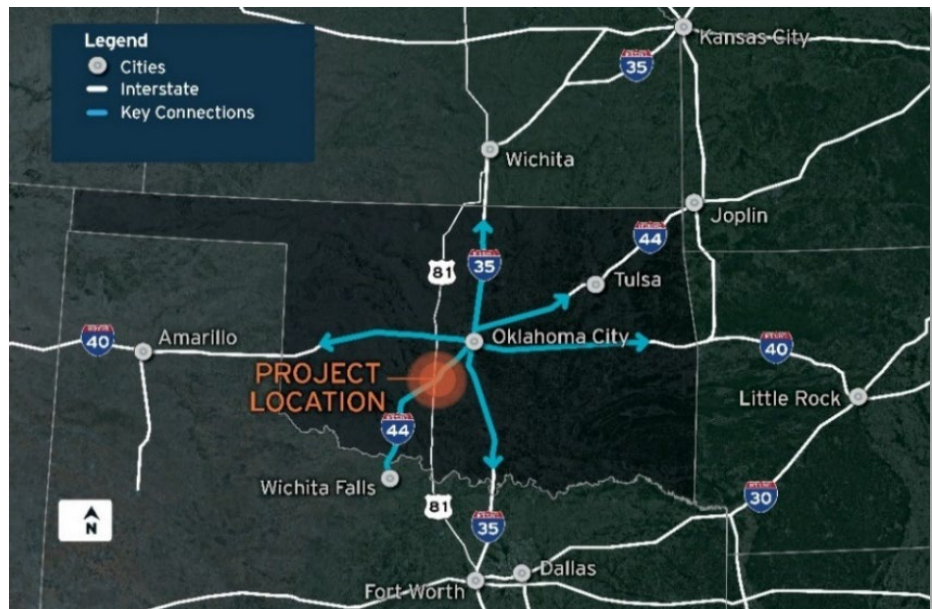 Legend
Cities
Interstate
Key Connections
Kansas City
35
Wichita
Joplin
44
81
35
Tulsa
Amarillo
40
Oklahoma City
40
PROJECT
LOCATION
Little Rock
44
Wichita Falls
81
30
N
35
Dallas
Fort Worth